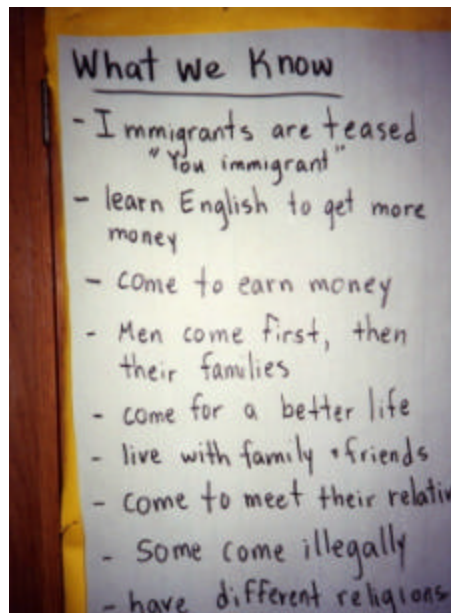 What we Know
- Immigrants are teased
"You immigrant"
- learn English to get more
money
- come to earn money
- Men come first, then
their families
- come for a better life
- live with family + friends
- come to meet their relativ
- Some come illegally
- have different religions